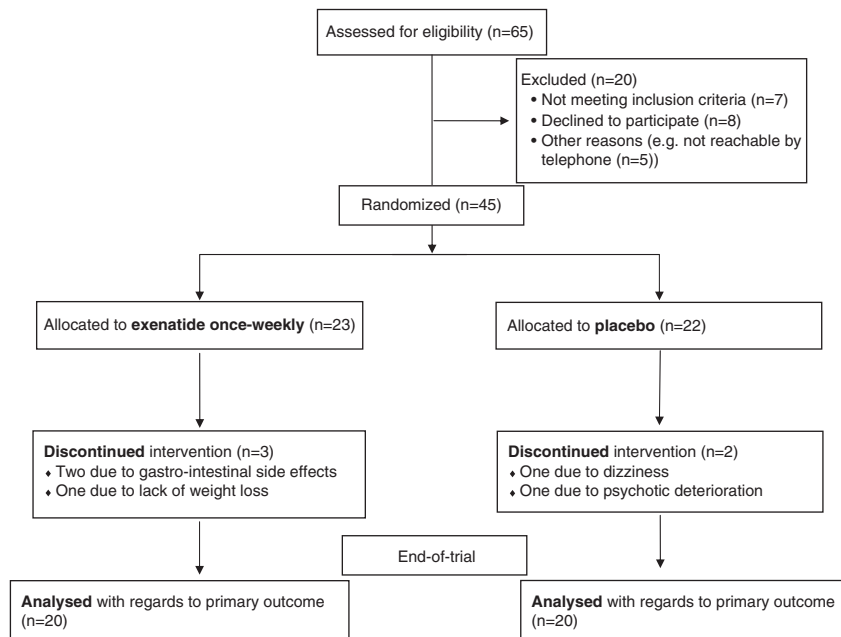 Assessed for eligibility (n=65)
Excluded (n=20)
• Not meeting inclusion criteria (n=7)
• Declined to participate (n=8)
• Other reasons (e.g. not reachable by
telephone (n=5))
Randomized (n=45)
Allocated to exenatide once-weekly (n=23)
Allocated to placebo (n=22)
Discontinued intervention (n=3)
♦ Two due to gastro-intestinal side effects
♦ One due to lack of weight loss
Discontinued intervention (n=2)
♦ One due to dizziness
♦ One due to psychotic deterioration
End-of-trial
Analysed with regards to primary outcome
(n=20)
Analysed with regards to primary outcome
(n=20)